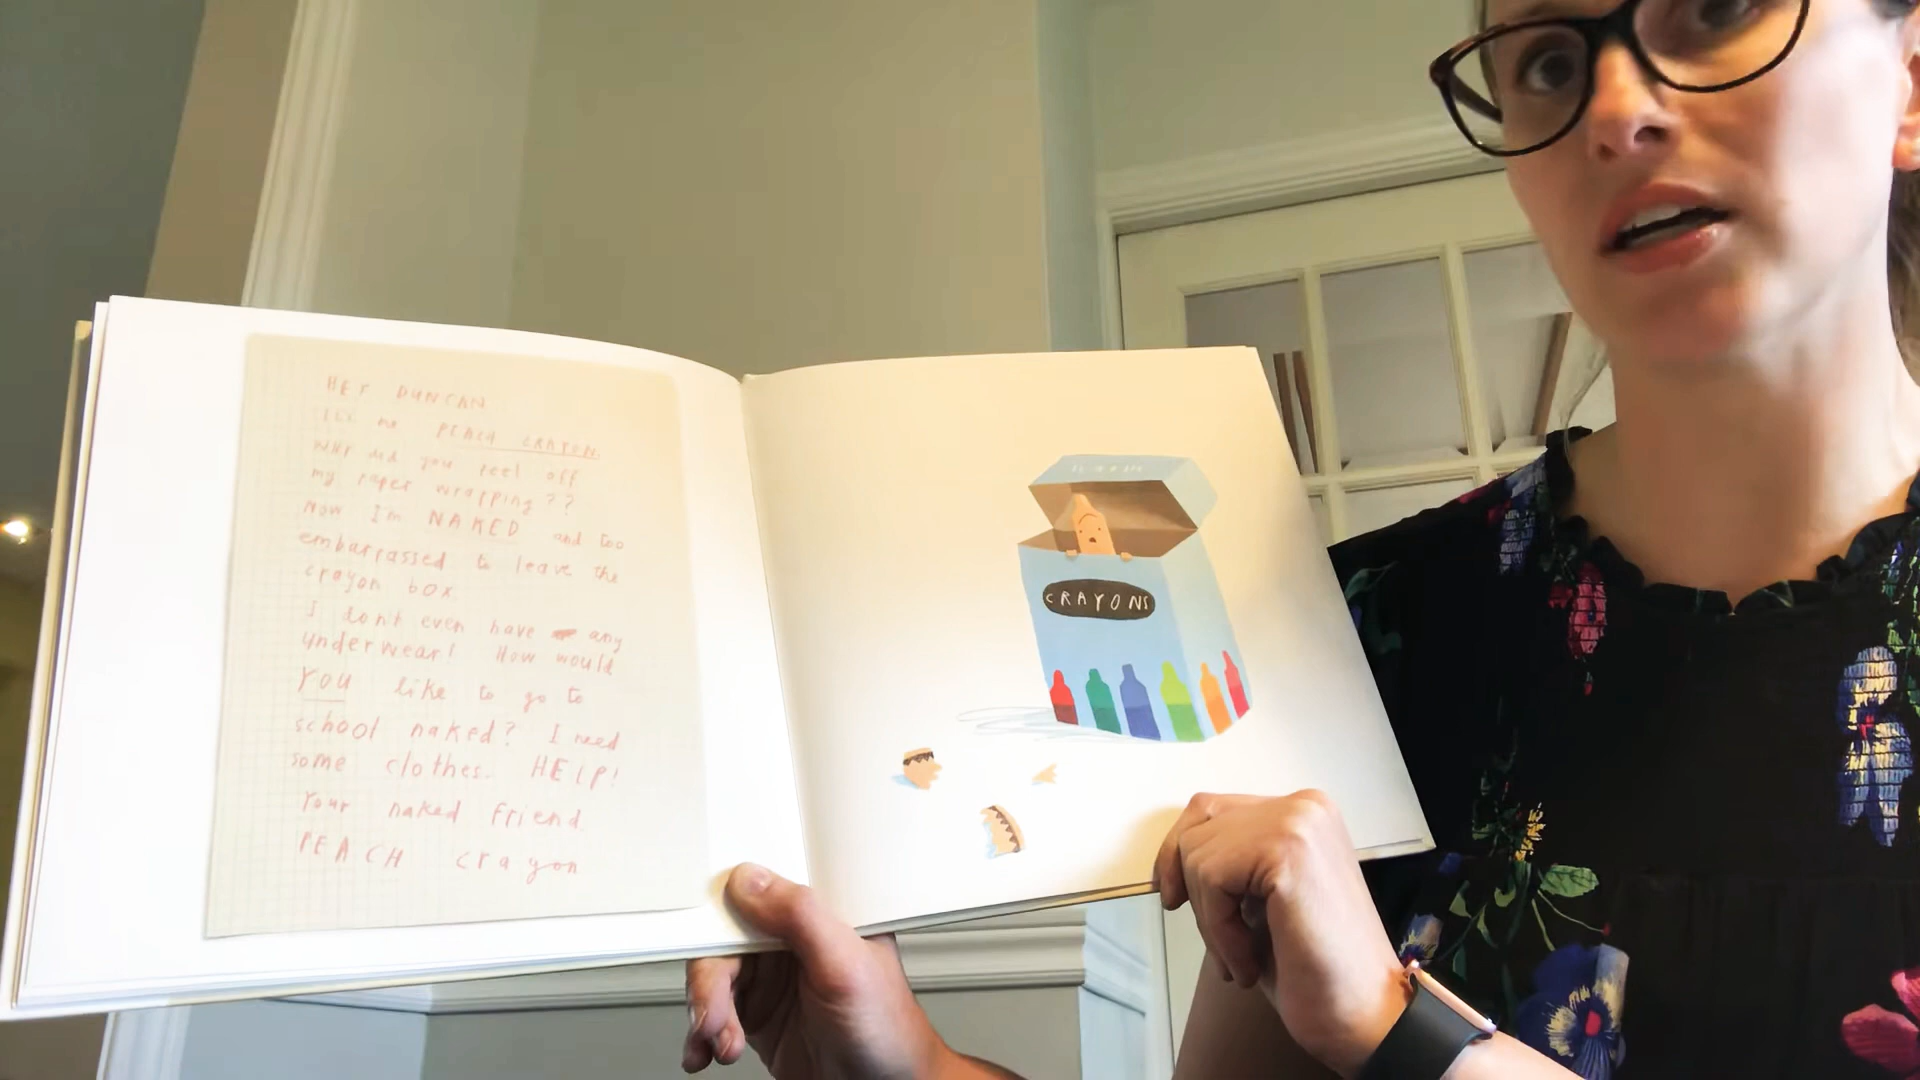 HEY DUNCAN
its me PEACH CRAYON.
WHY did you peel off
my paper wrapping??
Now I'm NAKED and too
embarrassed to leave the
crayon box
I dont even have any
underwear! How would
YOU like to go to
school naked? I need
some clothes. HELP!
Your naked friend
PEACH crayon
CRAYONS